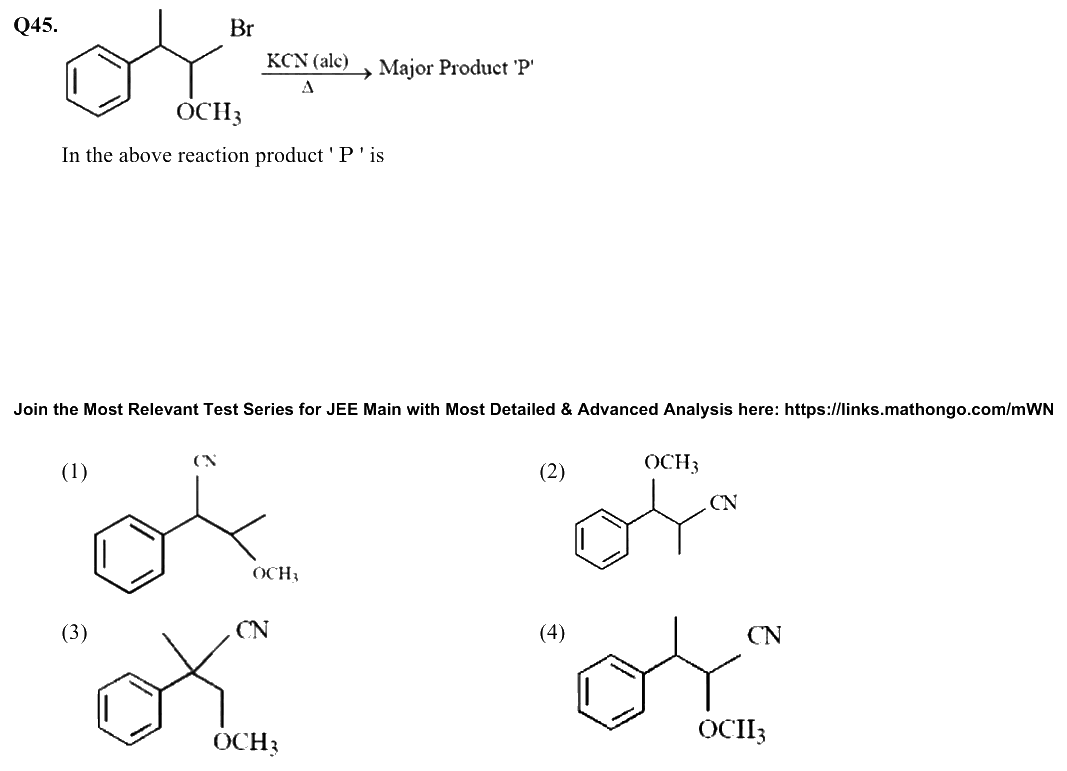 Q45.
Br
KCN (alc)
Δ
Major Product 'P'
OCH3
In the above reaction product ' P ' is
Join the Most Relevant Test Series for JEE Main with Most Detailed & Advanced Analysis here: https://links.mathongo.com/mWN
(1)
CN
OCH3
(2)
OCH3
CN
(3)
CN
OCH3
(4)
CN
OCH3